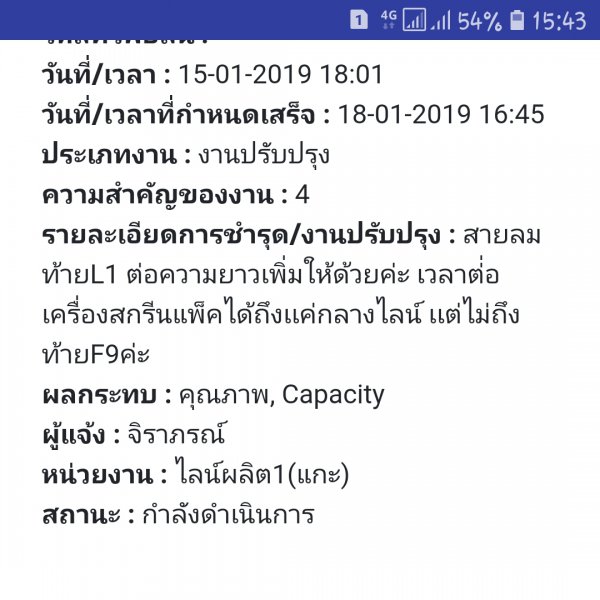 1 4G 54% 15:43
วันที่/เวลา : 15-01-2019 18:01
วันที่/เวลาที่กำหนดเสร็จ : 18-01-2019 16:45
ประเภทงาน : งานปรับปรุง
ความสำคัญของงาน : 4
รายละเอียดการชำรุด/งานปรับปรุง : สายลม
ท้ายL1 ต่อความยาวเพิ่มให้ด้วยค่ะ เวลาต่่อ
เครื่องสกรีนแพ็คได้ถึงแค่กลางไลน์ แต่ไม่ถึง
ท้ายF9ค่ะ
ผลกระทบ : คุณภาพ, Capacity
ผู้แจ้ง : จิราภรณ์
หน่วยงาน : ไลน์ผลิต1(แกะ)
สถานะ : กำลังดำเนินการ